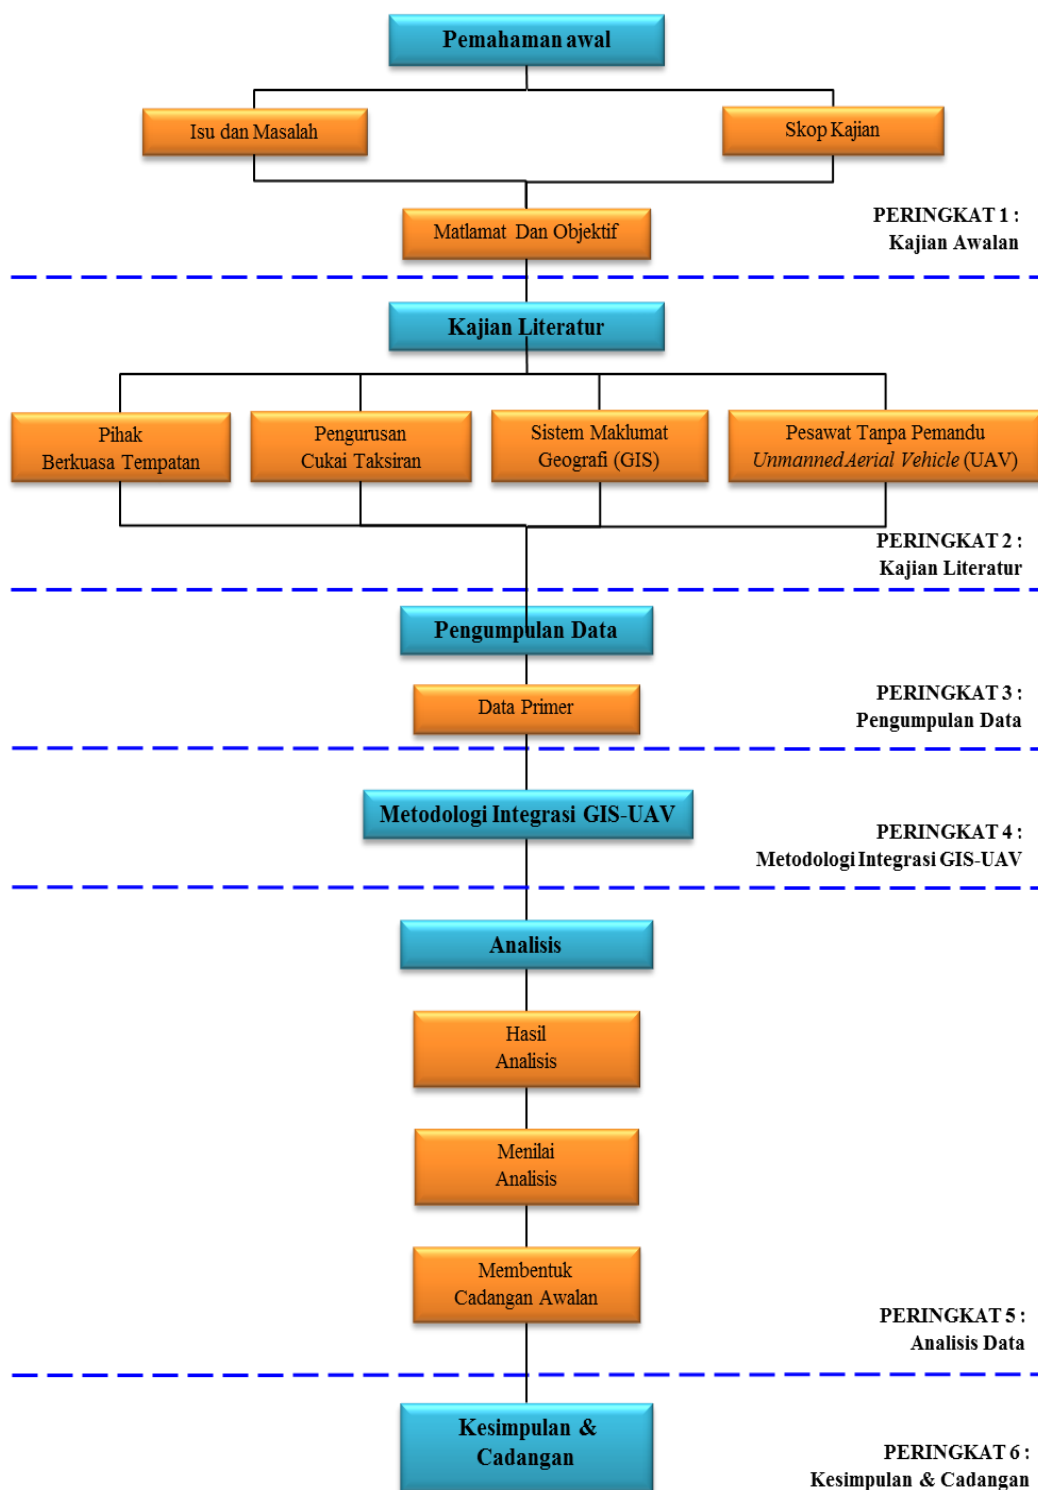 Pemahaman awal
Isu dan Masalah
Skop Kajian
Matlamat Dan Objektif
PERINGKAT 1 :
Kajian Awalan
Kajian Literatur
Pihak
Berkuasa Tempatan
Pengurusan
Cukai Taksiran
Sistem Maklumat
Geografi (GIS)
Pesawat Tanpa Pemandu
Unmanned Aerial Vehicle (UAV)
PERINGKAT 2 :
Kajian Literatur
Pengumpulan Data
Data Primer
PERINGKAT 3 :
Pengumpulan Data
Metodologi Integrasi GIS-UAV
PERINGKAT 4 :
Metodologi Integrasi GIS-UAV
Analisis
Hasil
Analisis
Menilai
Analisis
Membentuk
Cadangan Awalan
PERINGKAT 5 :
Analisis Data
Kesimpulan &
Cadangan
PERINGKAT 6 :
Kesimpulan & Cadangan